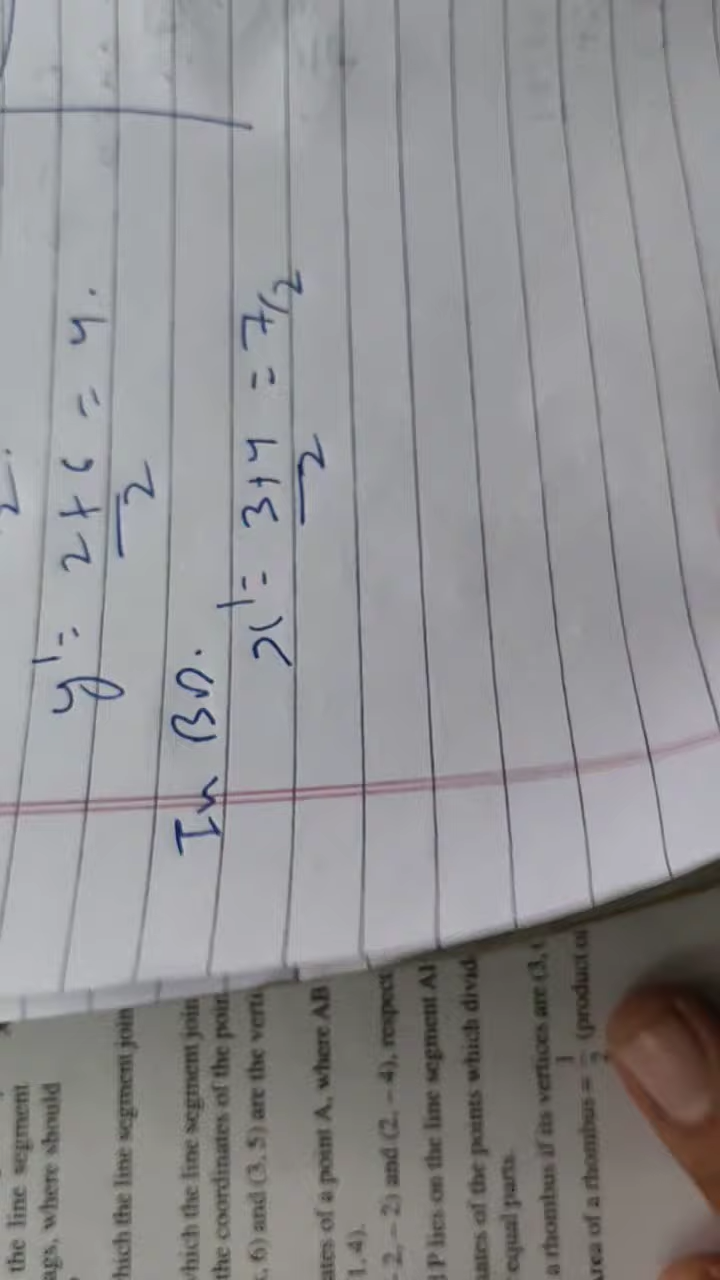 2.
y' = 2+6 = 4.
2
In BD.
x' = 3+4 = 7/2
2
the line segment
ags, where should
hich the line segment join
hich the line segment join
the coordinates of the poin
, 6) and (3, 5) are the verti
ates of a point A, where AB
1, 4).
2, – 2) and (2, – 4), respect
P lies on the line segment AB
ates of the points which divid
equal parts.
a rhombus if its vertices are (3,
rea of a rhombus = 1 (product of